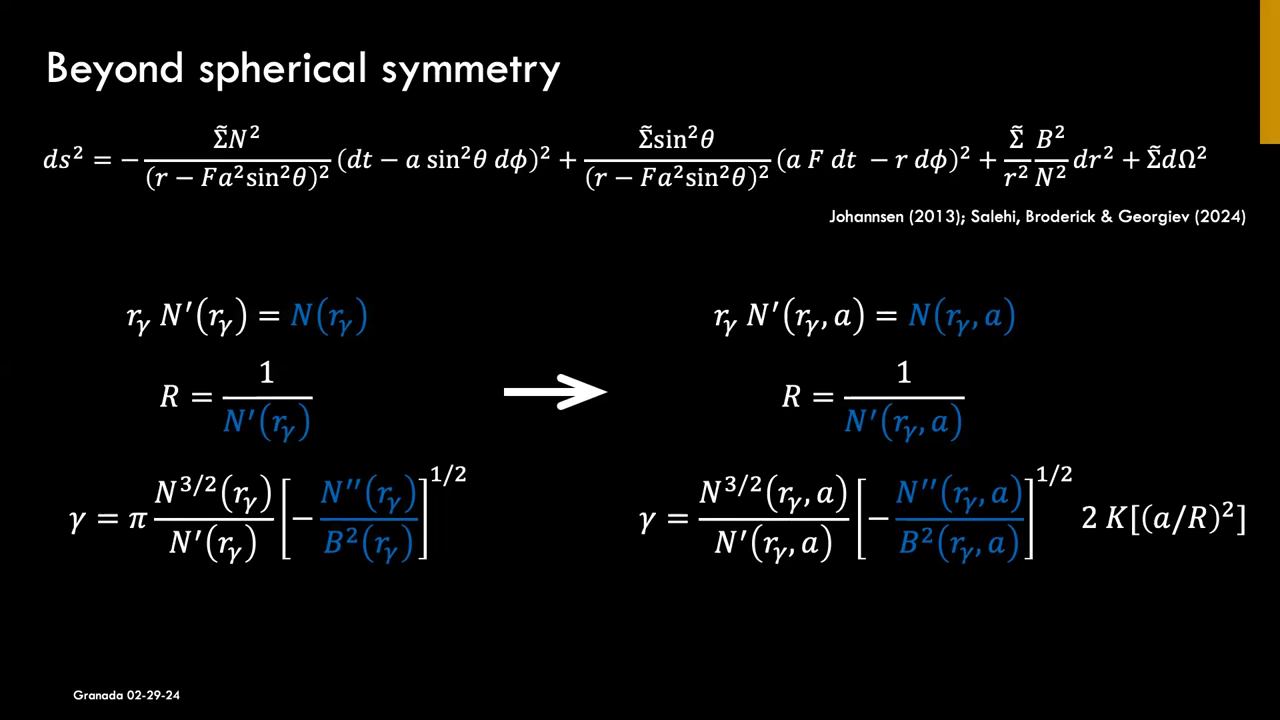 Beyond spherical symmetry
ds² = − Σ̃N² / (r − Fa²sin²θ)² (dt − a sin²θ dϕ)² + Σ̃sin²θ / (r − Fa²sin²θ)² (a F dt − r dϕ)² + Σ̃/r² B²/N² dr² + Σ̃dΩ²
Johannsen (2013); Salehi, Broderick & Georgiev (2024)
r_γ N′(r_γ) = N(r_γ)
R = 1 / N′(r_γ)
γ = π N^{3/2}(r_γ) / N′(r_γ) [− N″(r_γ) / B²(r_γ)]^{1/2}
r_γ N′(r_γ, a) = N(r_γ, a)
R = 1 / N′(r_γ, a)
γ = N^{3/2}(r_γ, a) / N′(r_γ, a) [− N″(r_γ, a) / B²(r_γ, a)]^{1/2} 2 K[(a/R)²]
Granada 02-29-24